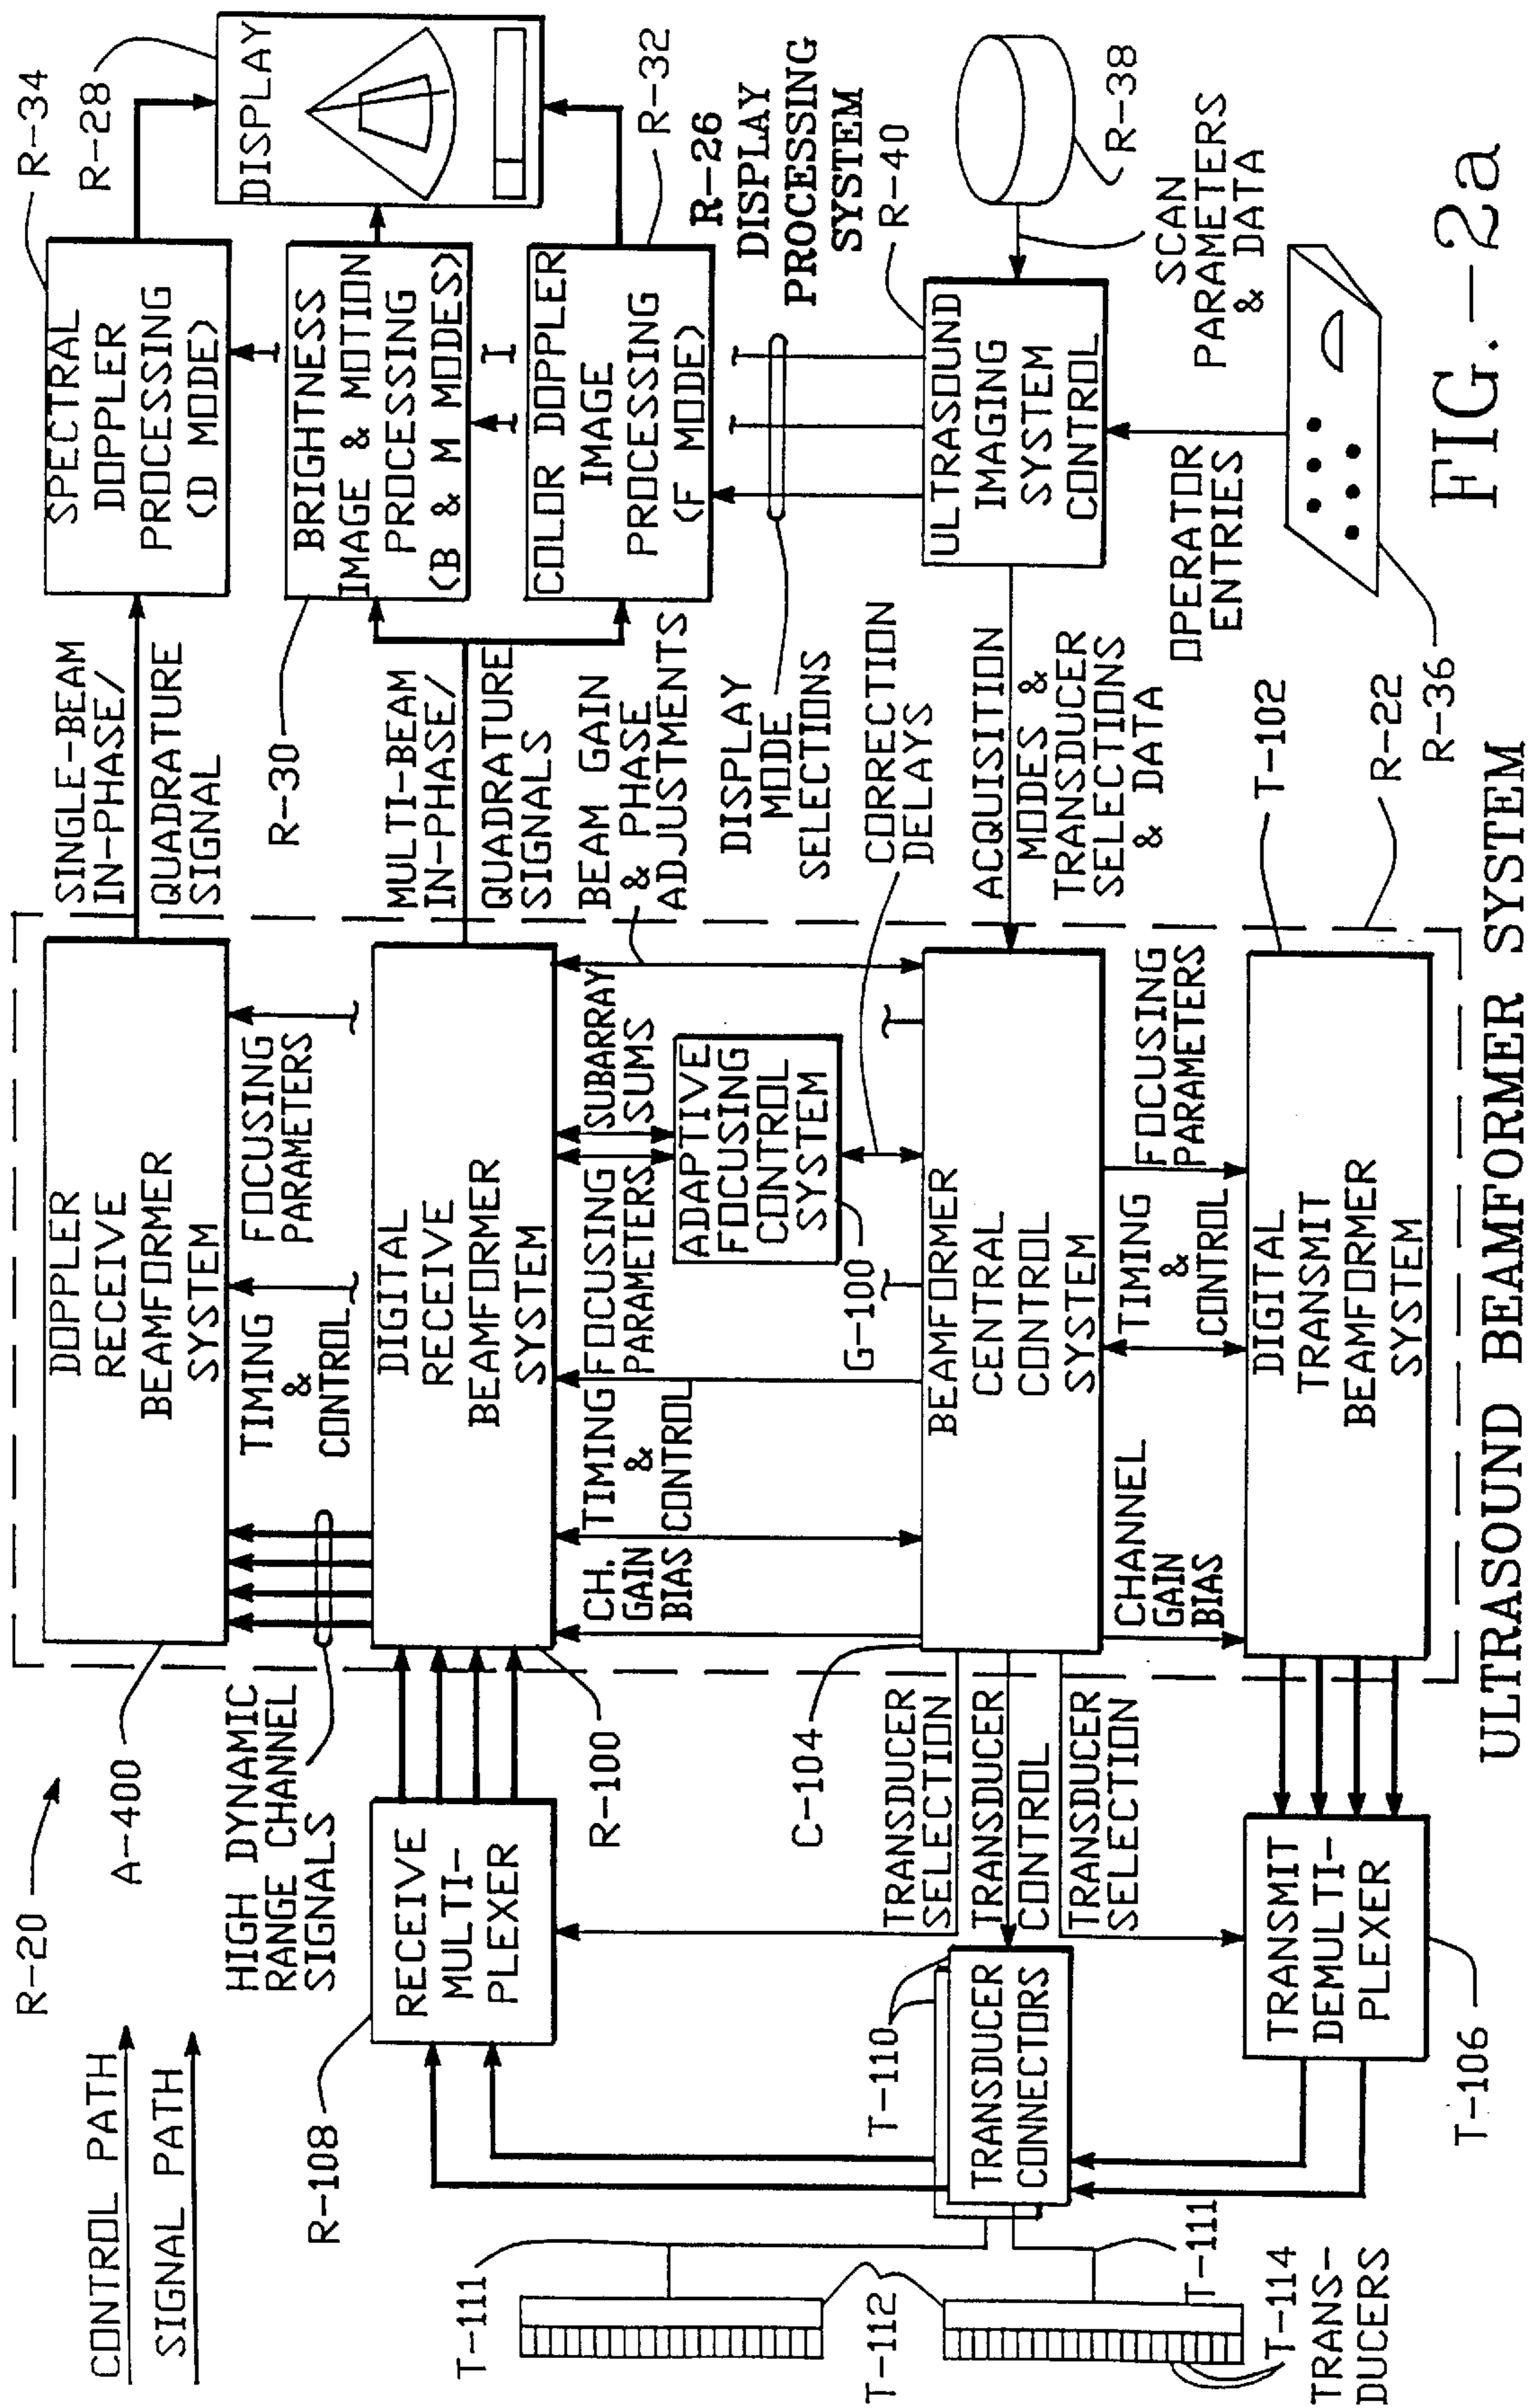 CONTROL PATH
SIGNAL PATH
R-20
A-400
HIGH DYNAMIC
RANGE CHANNEL
SIGNALS
DOPPLER
RECEIVE
BEAMFORMER
SYSTEM
SINGLE-BEAM
IN-PHASE/
QUADRATURE
SIGNAL
SPECTRAL
DOPPLER
PROCESSING
(D MODE)
R-34
R-28
DISPLAY
TIMING
&
CONTROL
FOCUSING
PARAMETERS
R-108
RECEIVE
MULTI-
PLEXER
R-100
DIGITAL
RECEIVE
BEAMFORMER
SYSTEM
MULTI-BEAM
IN-PHASE/
QUADRATURE
SIGNALS
R-30
BRIGHTNESS
IMAGE & MOTION
PROCESSING
(B & M MODES)
COLOR DOPPLER
IMAGE
PROCESSING
(F MODE)
R-32
R-26
DISPLAY
PROCESSING
SYSTEM
CH.
GAIN
BIAS
TIMING
&
CONTROL
FOCUSING
PARAMETERS
SUBARRAY
SUMS
BEAM GAIN
& PHASE
ADJUSTMENTS
ADAPTIVE
FOCUSING
CONTROL
SYSTEM
G-100
DISPLAY
MODE
SELECTIONS
CORRECTION
DELAYS
R-40
T-111
T-112
T-110
TRANSDUCER
CONNECTORS
C-104
TRANSDUCER
SELECTION
TRANSDUCER
CONTROL
TRANSDUCER
SELECTION
BEAMFORMER
CENTRAL
CONTROL
SYSTEM
ACQUISITION
MODES &
TRANSDUCER
SELECTIONS
& DATA
ULTRASOUND
IMAGING
SYSTEM
CONTROL
R-38
SCAN
PARAMETERS
& DATA
OPERATOR
ENTRIES
R-36
CHANNEL
GAIN
BIAS
TIMING
&
CONTROL
FOCUSING
PARAMETERS
T-111
T-114
TRANS-
DUCERS
TRANSMIT
DEMULTI-
PLEXER
T-106
DIGITAL
TRANSMIT
BEAMFORMER
SYSTEM
T-102
R-22
ULTRASOUND BEAMFORMER SYSTEM
FIG.-2a